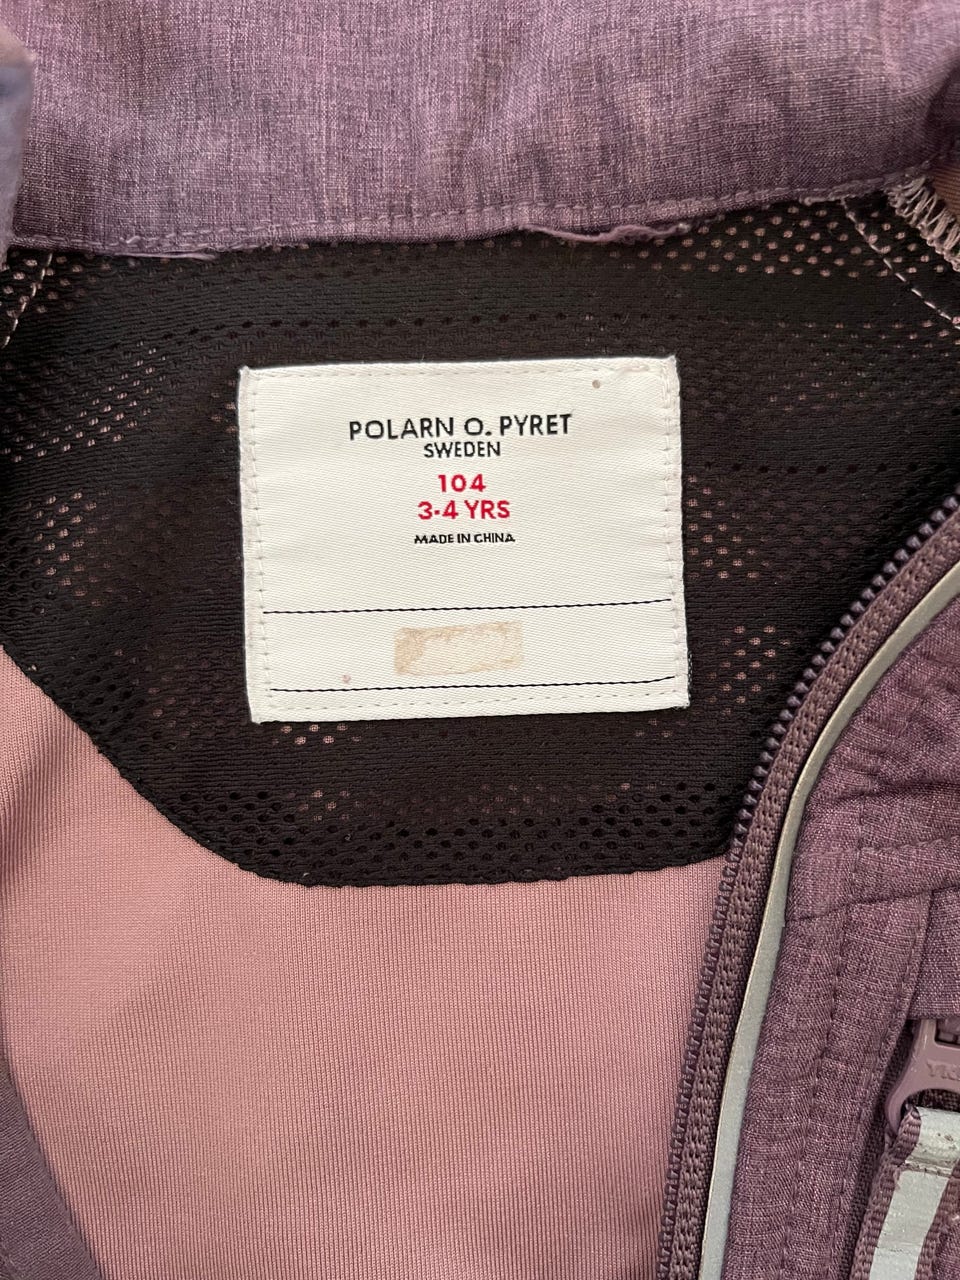 POLARN O. PYRET
SWEDEN
104
3-4 YRS
MADE IN CHINA